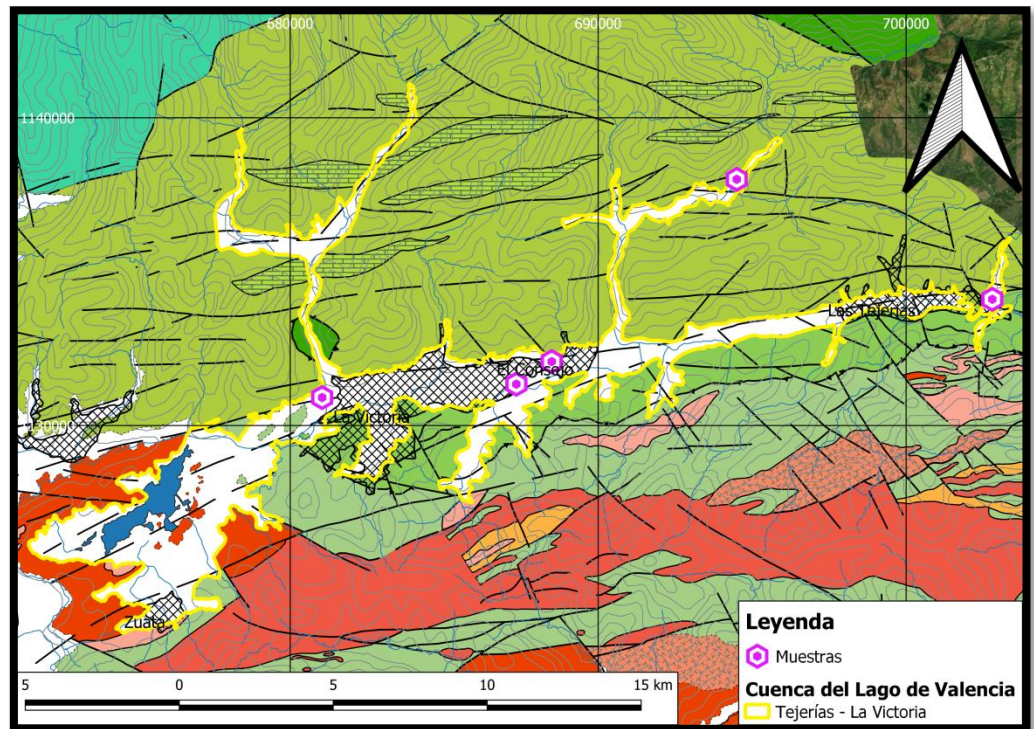 680000
690000
700000
1140000
Las Tejerías
El Consejo
La Victoria
130000
Zuata
Leyenda
Muestras
Cuenca del Lago de Valencia
Tejerías - La Victoria
5
0
5
10
15 km